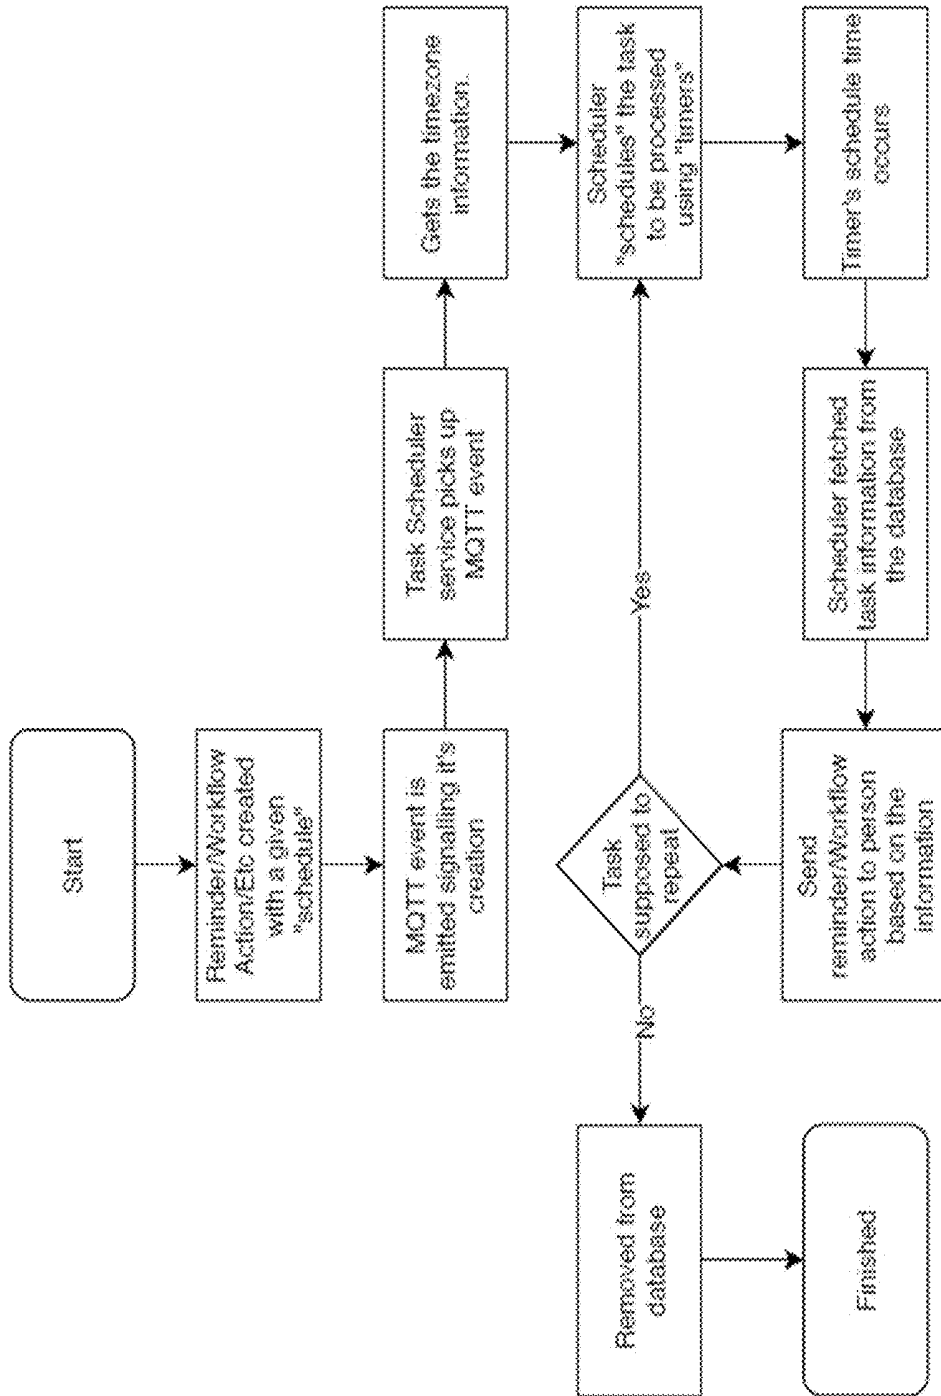 Start
Reminder/Workflow
Action/Etc created
with a given
"schedule"
MQTT event is
emitted signaling it's
creation
Task Scheduler
service picks up
MQTT event
Gets the timezone
information.
Scheduler
"schedules" the task
to be processed
using "timers"
Timer's schedule time
occurs
Scheduler fetched
task information from
the database
Send
reminder/Workflow
action to person
based on the
information
Task
supposed to
repeat
Yes
No
Removed from
database
Finished